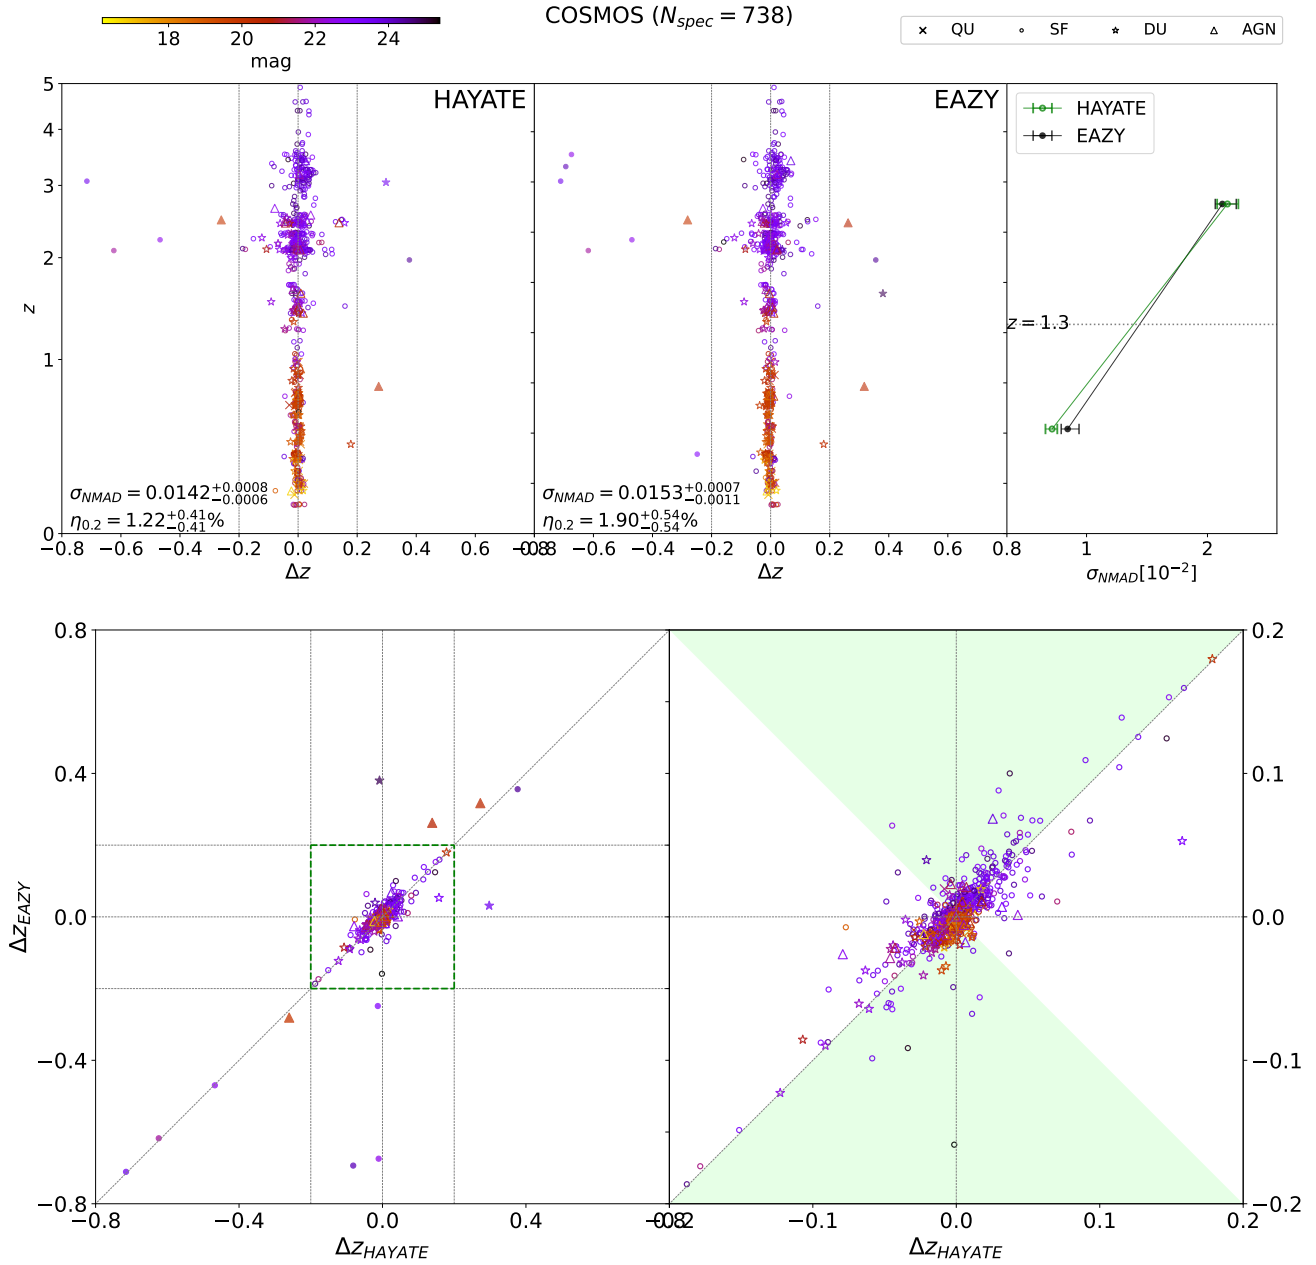 COSMOS (N_spec = 738)
18 20 22 24
mag
QU SF DU AGN
HAYATE
EAZY
HAYATE
EAZY
5
4
3
2
1
0
z
z = 1.3
σ_NMAD = 0.0142^{+0.0008}_{−0.0006}
η_0.2 = 1.22^{+0.41}_{−0.41}%
σ_NMAD = 0.0153^{+0.0007}_{−0.0011}
η_0.2 = 1.90^{+0.54}_{−0.54}%
−0.8 −0.6 −0.4 −0.2 0.0 0.2 0.4 0.6 0.8
−0.8 −0.6 −0.4 −0.2 0.0 0.2 0.4 0.6 0.8
1 2
Δz
Δz
σ_NMAD[10^{−2}]
0.8
0.4
0.0
−0.4
−0.8
Δz_EAZY
0.2
0.1
0.0
−0.1
−0.2
−0.8 −0.4 0.0 0.4 0.8
−0.2 −0.1 0.0 0.1 0.2
Δz_HAYATE
Δz_HAYATE